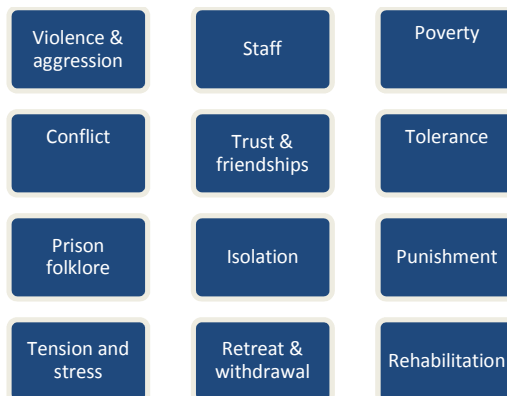 Violence &
aggression
Staff
Poverty
Conflict
Trust &
friendships
Tolerance
Prison
folklore
Isolation
Punishment
Tension and
stress
Retreat &
withdrawal
Rehabilitation